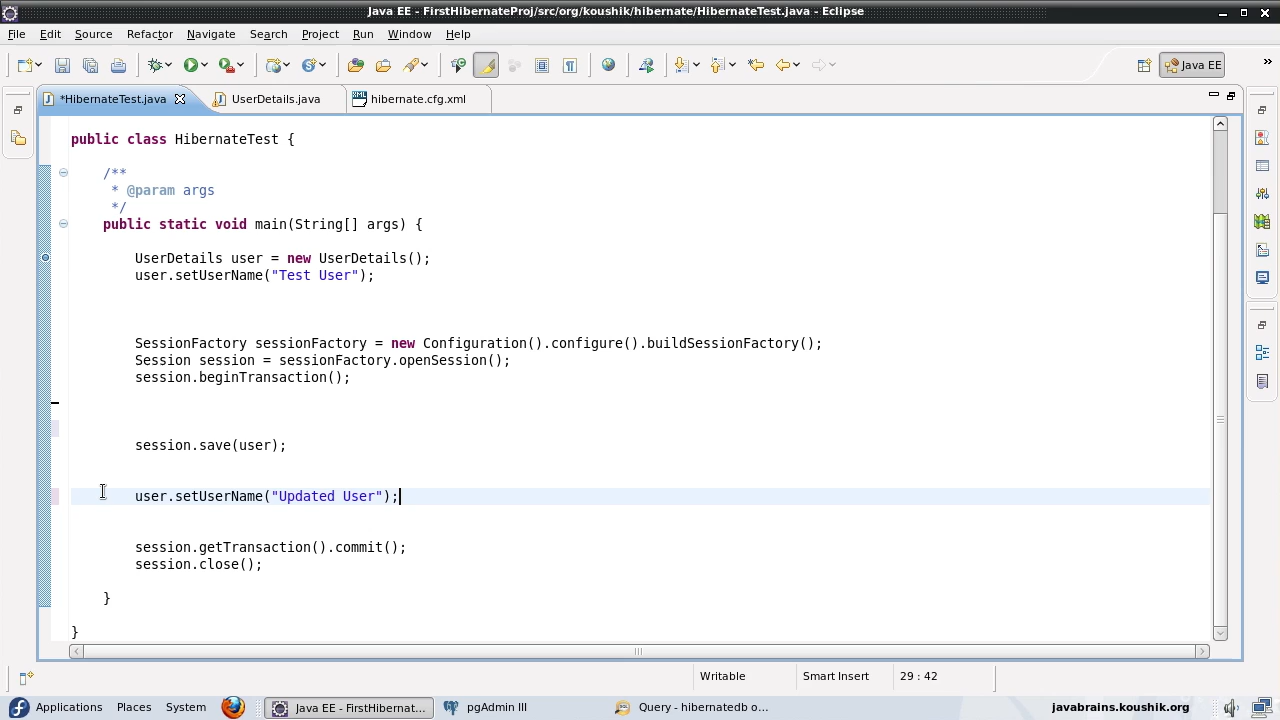 Java EE - FirstHibernateProj/src/org/koushik/hibernate/HibernateTest.java - Eclipse
File Edit Source Refactor Navigate Search Project Run Window Help
Java EE
*HibernateTest.java UserDetails.java hibernate.cfg.xml
public class HibernateTest {
/**
* @param args
*/
public static void main(String[] args) {
UserDetails user = new UserDetails();
user.setUserName("Test User");
SessionFactory sessionFactory = new Configuration().configure().buildSessionFactory();
Session session = sessionFactory.openSession();
session.beginTransaction();
session.save(user);
user.setUserName("Updated User");
session.getTransaction().commit();
session.close();
}
}
Writable Smart Insert 29 : 42
Applications Places System Java EE - FirstHibernat... pgAdmin III Query - hibernatedb o... javabrains.koushik.org